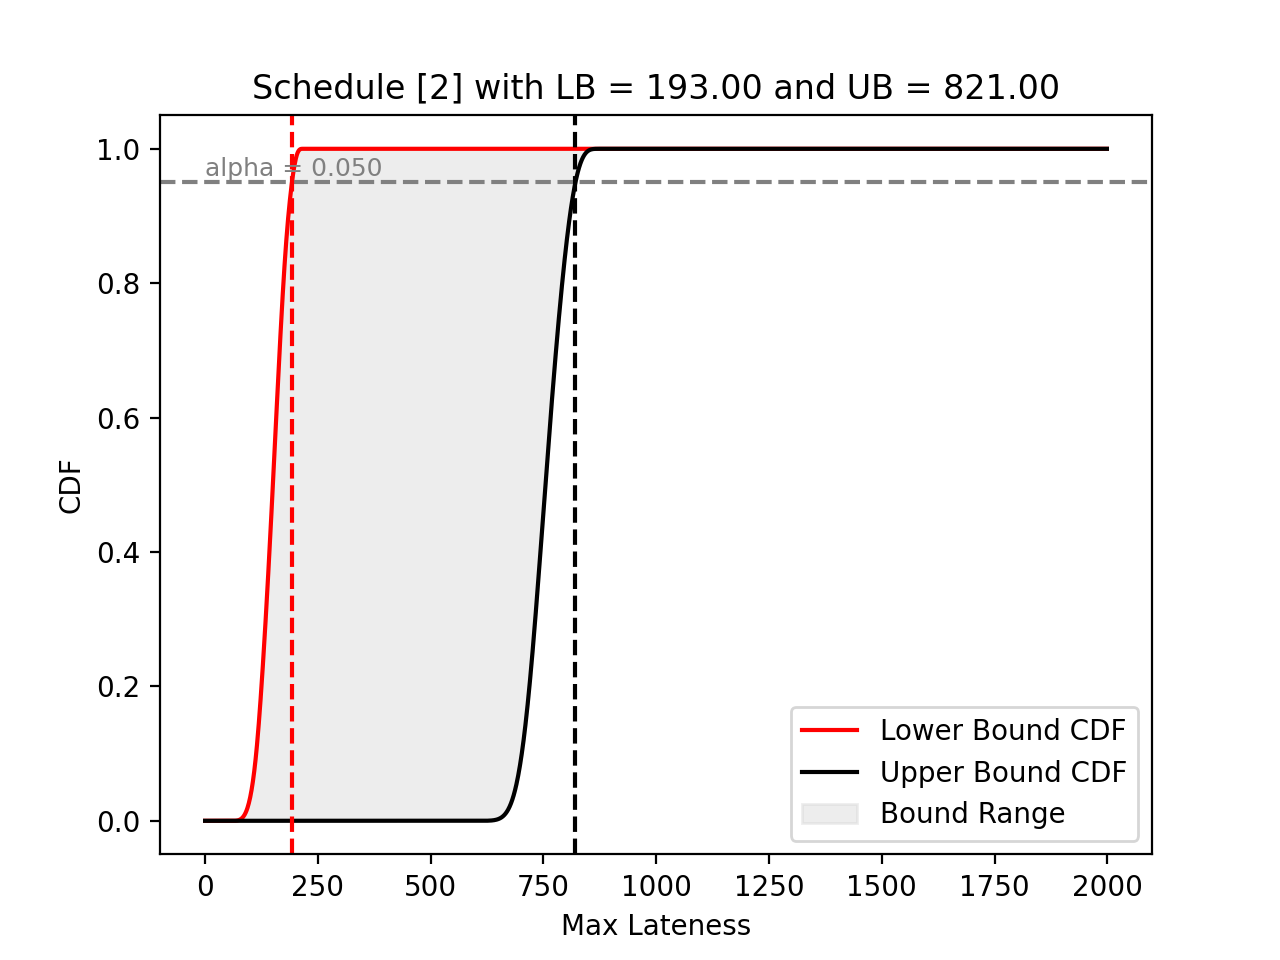 Schedule [2] with LB = 193.00 and UB = 821.00
1.0
alpha = 0.050
0.8
0.6
CDF
0.4
0.2
Lower Bound CDF
Upper Bound CDF
Bound Range
0.0
0 250 500 750 1000 1250 1500 1750 2000
Max Lateness